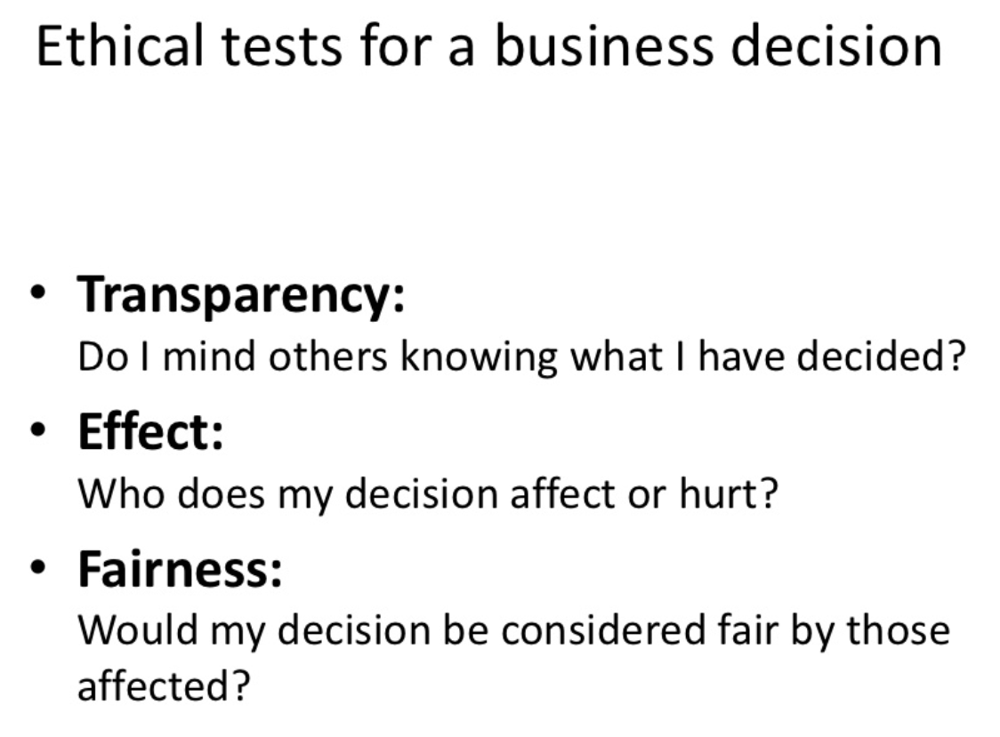 Ethical tests for a business decision
• Transparency:
Do I mind others knowing what I have decided?
• Effect:
Who does my decision affect or hurt?
• Fairness:
Would my decision be considered fair by those
affected?